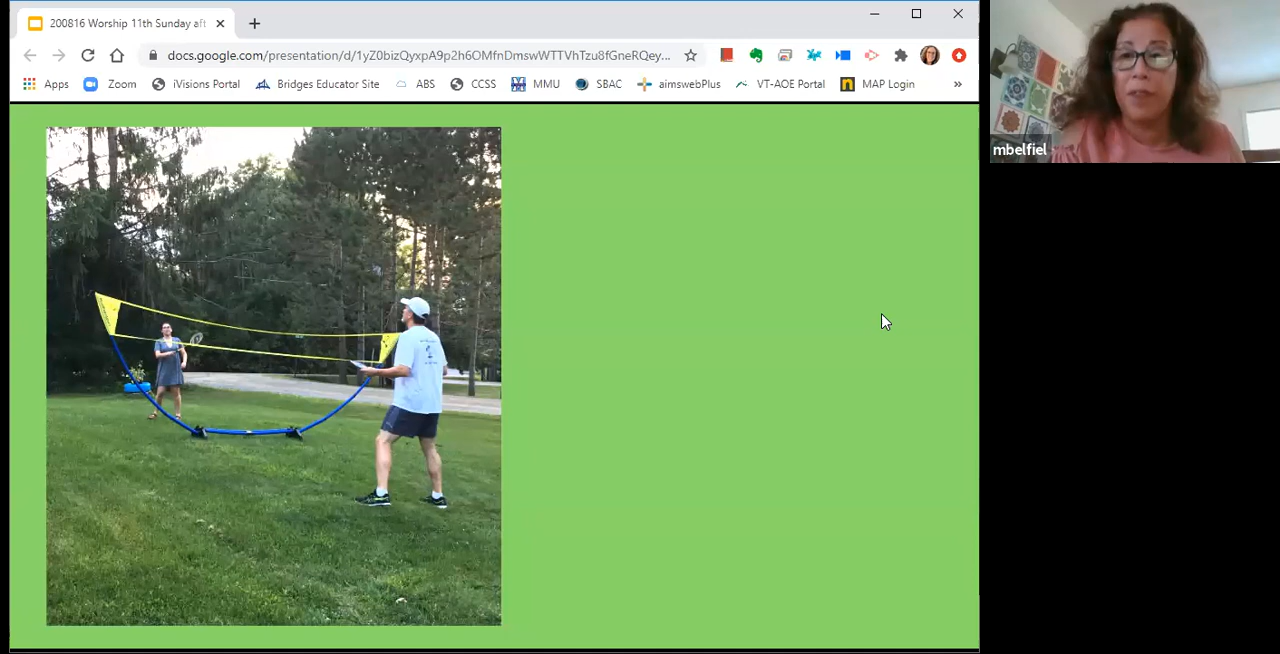 200816 Worship 11th Sunday aft
docs.google.com/presentation/d/1yZ0bizQyxpA9p2h6OMfnDmswWTTVhTzu8fGneRQey...
Apps Zoom iVisions Portal Bridges Educator Site ABS CCSS MMU SBAC aimswebPlus VT-AOE Portal MAP Login »
mbelfiel